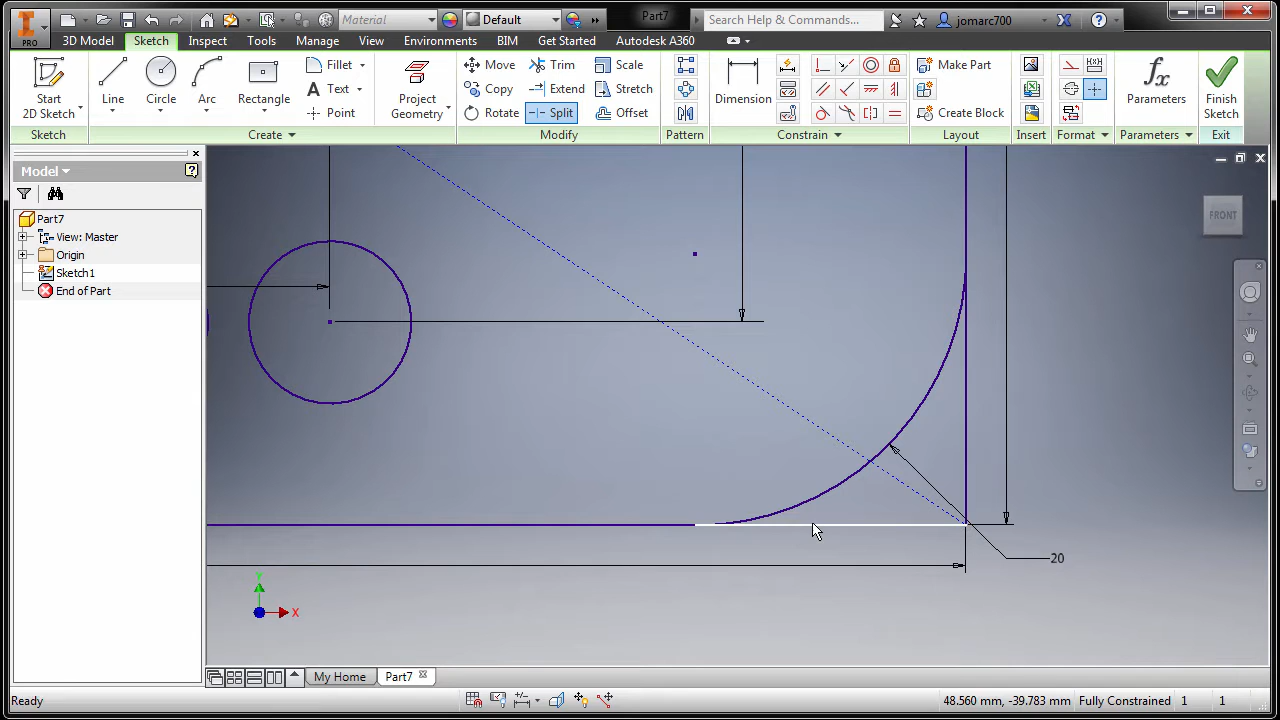 Material
Default
Part7
Search Help & Commands...
jomarc700
PRO
3D Model
Sketch
Inspect
Tools
Manage
View
Environments
BIM
Get Started
Autodesk A360
Start
2D Sketch
Line
Circle
Arc
Rectangle
Fillet
Text
Point
Project
Geometry
Move
Copy
Rotate
Trim
Extend
Split
Scale
Stretch
Offset
Dimension
Make Part
Create Block
Parameters
Finish
Sketch
Sketch
Create
Modify
Pattern
Constrain
Layout
Insert
Format
Parameters
Exit
Model
Part7
View: Master
Origin
Sketch1
End of Part
FRONT
20
Y
X
My Home
Part7
Ready
48.560 mm, -39.783 mm
Fully Constrained
1
1